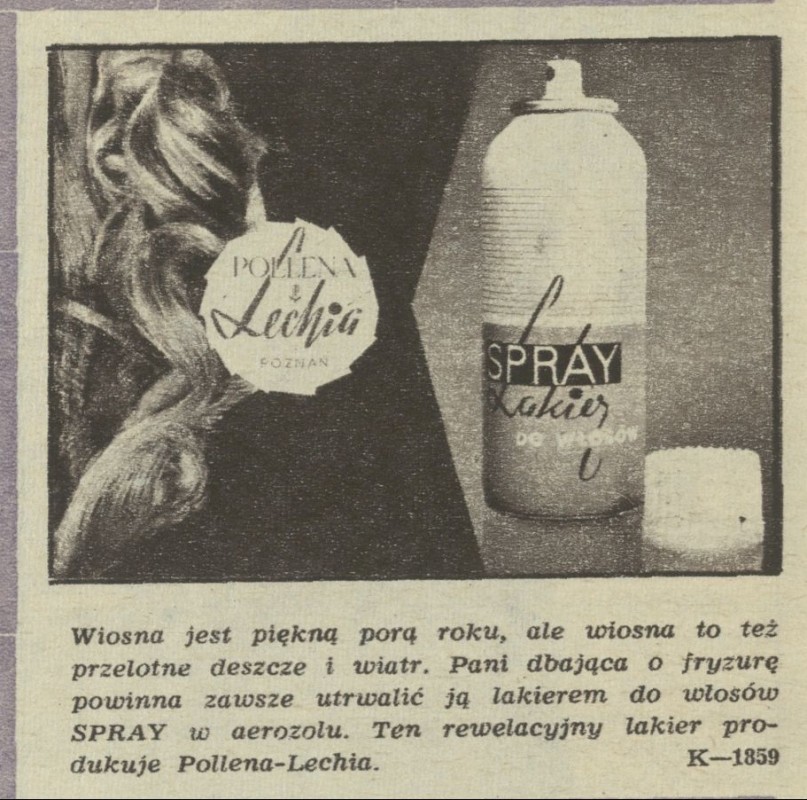 POLLENA
Lechia
POZNAŃ
SPRAY
Lakier
DO WŁOSÓW
Wiosna jest piękną porą roku, ale wiosna to też
przelotne deszcze i wiatr. Pani dbająca o fryzurę
powinna zawsze utrwalić ją lakierem do włosów
SPRAY w aerozolu. Ten rewelacyjny lakier pro-
dukuje Pollena-Lechia. K—1859